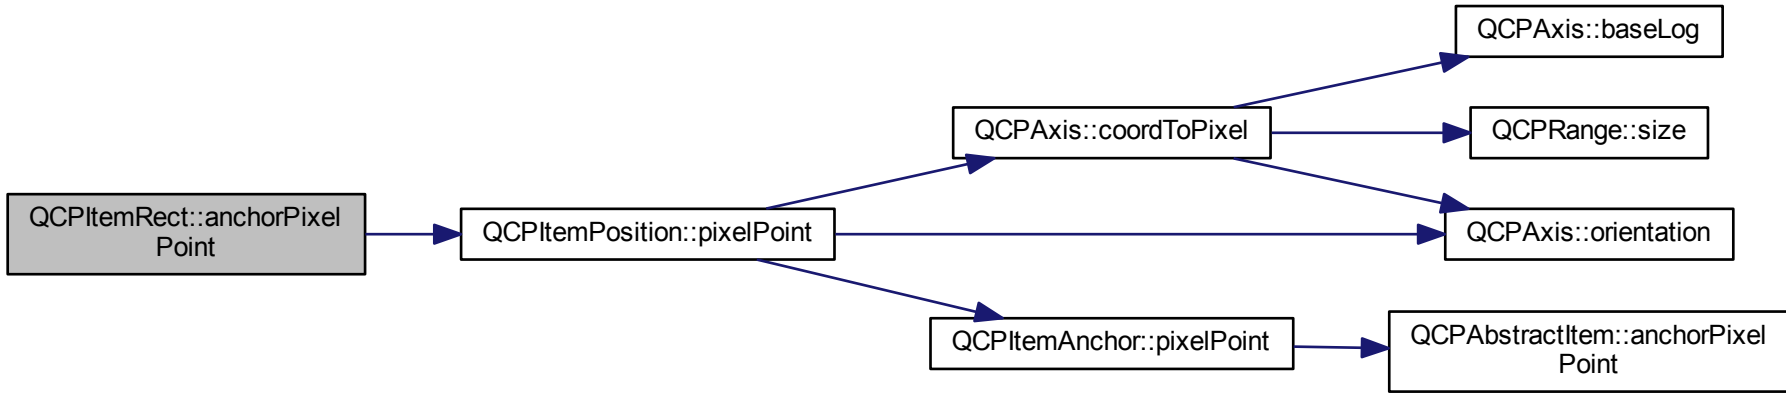 QCPAxis::baseLog
QCPAxis::coordToPixel
QCPRange::size
QCPItemRect::anchorPixel
Point
QCPItemPosition::pixelPoint
QCPAxis::orientation
QCPItemAnchor::pixelPoint
QCPAbstractItem::anchorPixel
Point